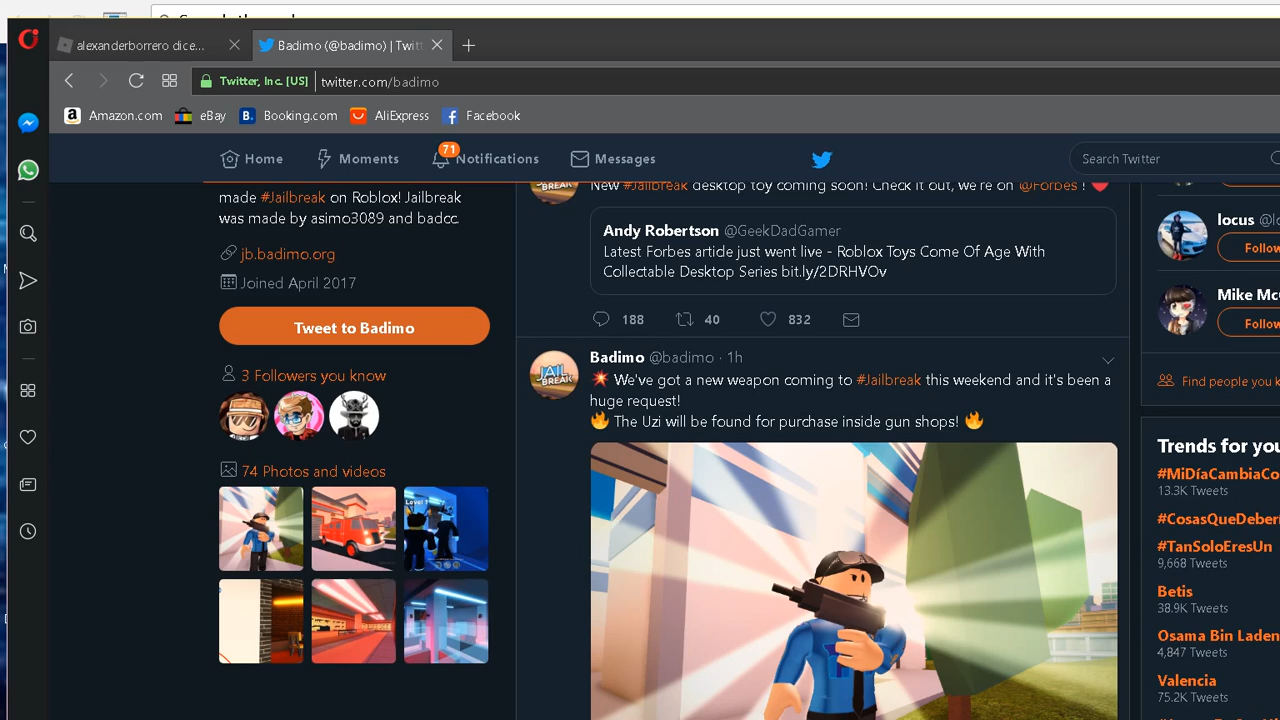 alexanderborrero dice...
Badimo (@badimo) | Twitt
Twitter, Inc. [US]
twitter.com/badimo
Amazon.com
eBay
B.
Booking.com
AliExpress
Facebook
Home
Moments
71
Notifications
Messages
Search Twitter
made #Jailbreak on Roblox! Jailbreak
was made by asimo3089 and badcc.
jb.badimo.org
Joined April 2017
Tweet to Badimo
3 Followers you know
74 Photos and videos
New #Jailbreak desktop toy coming soon! Check it out, we're on @Forbes !
Andy Robertson @GeekDadGamer
Latest Forbes article just went live - Roblox Toys Come Of Age With
Collectable Desktop Series bit.ly/2DRHVOv
188
40
832
JAIL
BREAK
Badimo @badimo · 1h
We've got a new weapon coming to #Jailbreak this weekend and it's been a
huge request!
The Uzi will be found for purchase inside gun shops!
locus
Follow
Mike Mc
Follow
Find people you k
Trends for you
#MiDíaCambiaCo
13.3K Tweets
#CosasQueDeberi
#TanSoloEresUn
9,668 Tweets
Betis
38.9K Tweets
Osama Bin Laden
4,847 Tweets
Valencia
75.2K Tweets